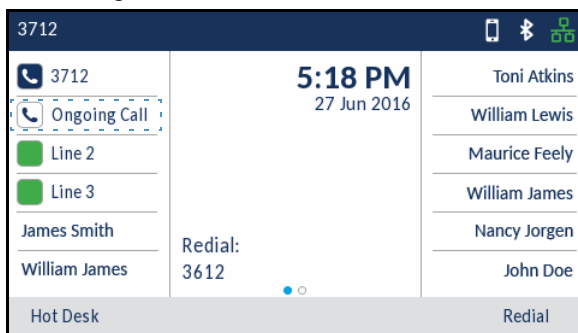 3712
3712
Ongoing Call
Line 2
Line 3
James Smith
William James
5:18 PM
27 Jun 2016
Redial:
3612
Toni Atkins
William Lewis
Maurice Feely
William James
Nancy Jorgen
John Doe
Hot Desk
Redial